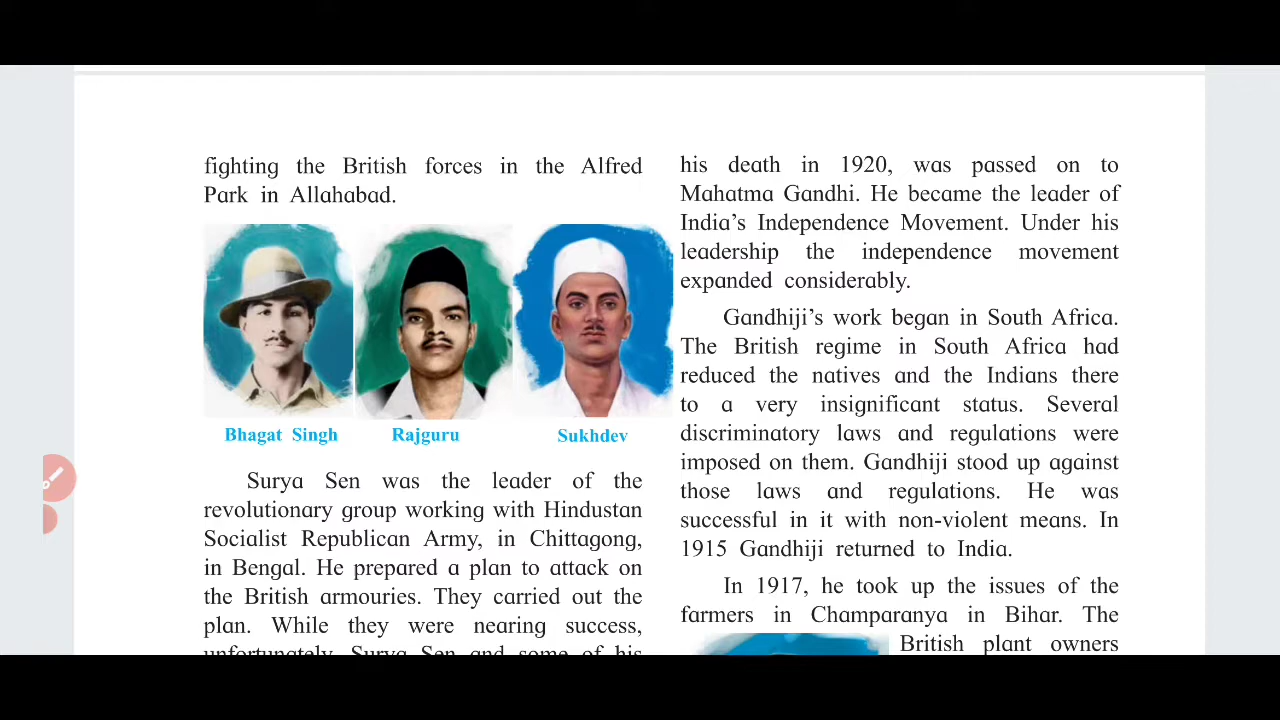 fighting the British forces in the Alfred
Park in Allahabad.
Bhagat Singh
Rajguru
Sukhdev
Surya Sen was the leader of the
revolutionary group working with Hindustan
Socialist Republican Army, in Chittagong,
in Bengal. He prepared a plan to attack on
the British armouries. They carried out the
plan. While they were nearing success,
unfortunately, Surya Sen and some of his
his death in 1920, was passed on to
Mahatma Gandhi. He became the leader of
India's Independence Movement. Under his
leadership the independence movement
expanded considerably.
Gandhiji's work began in South Africa.
The British regime in South Africa had
reduced the natives and the Indians there
to a very insignificant status. Several
discriminatory laws and regulations were
imposed on them. Gandhiji stood up against
those laws and regulations. He was
successful in it with non-violent means. In
1915 Gandhiji returned to India.
In 1917, he took up the issues of the
farmers in Champaranya in Bihar. The
British plant owners